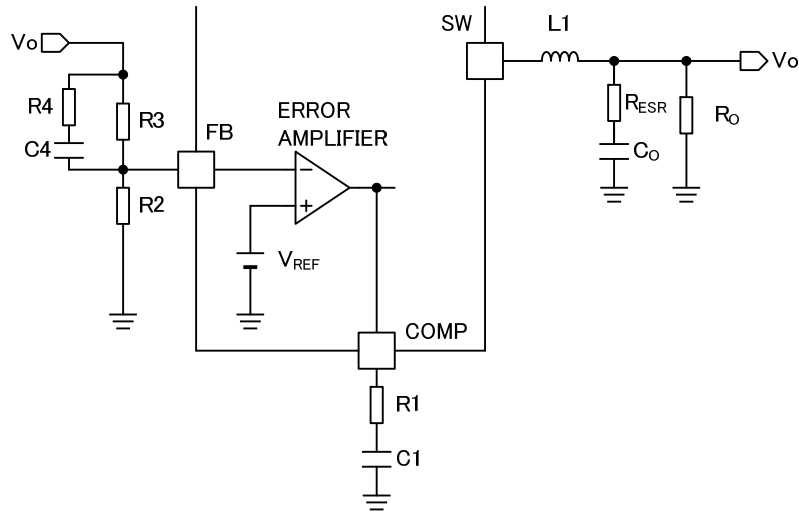 SW
L1
Vo
Vo
R4
R3
RESR
RO
ERROR
AMPLIFIER
FB
C4
CO
R2
VREF
COMP
R1
C1